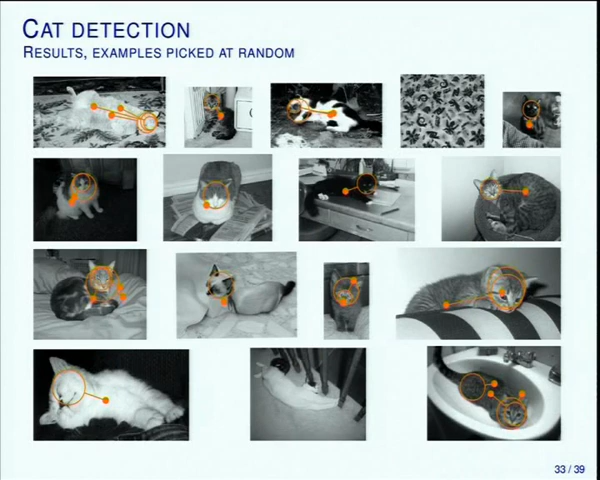 CAT DETECTION
RESULTS, EXAMPLES PICKED AT RANDOM
33 / 39